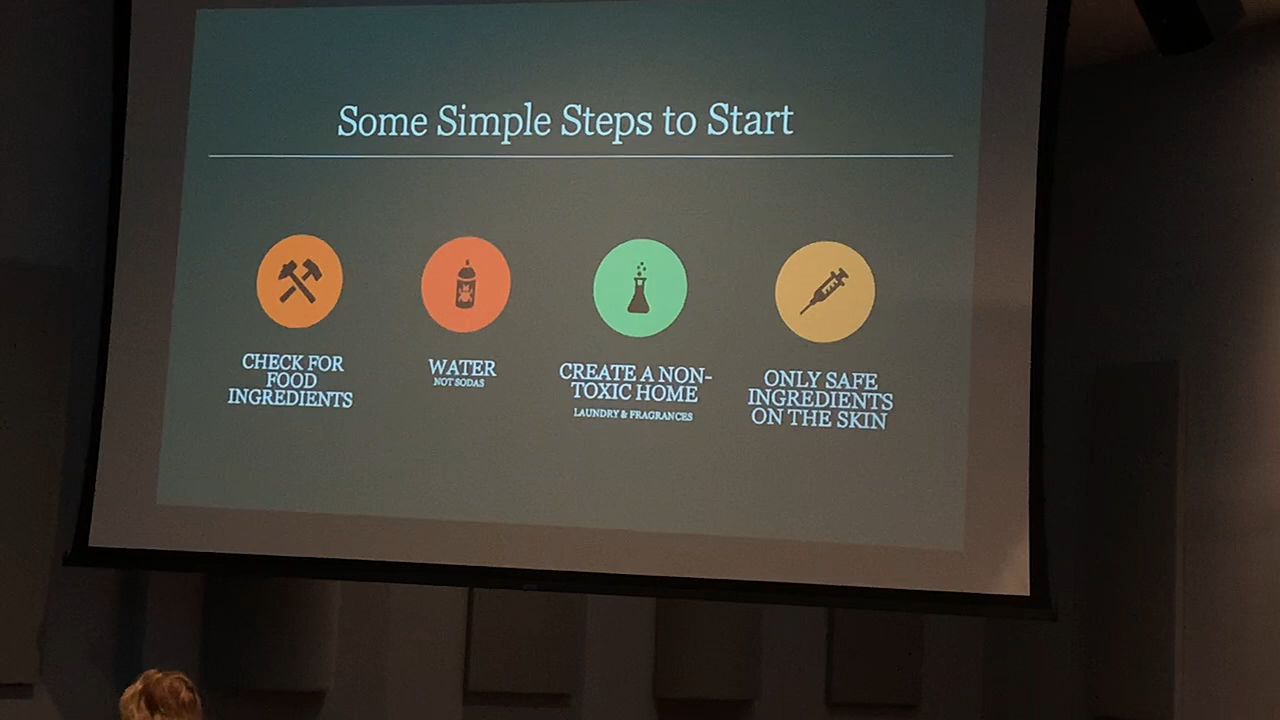 Some Simple Steps to Start
CHECK FOR
FOOD
INGREDIENTS
WATER
NOT SODAS
CREATE A NON-
TOXIC HOME
LAUNDRY & FRAGRANCES
ONLY SAFE
INGREDIENTS
ON THE SKIN